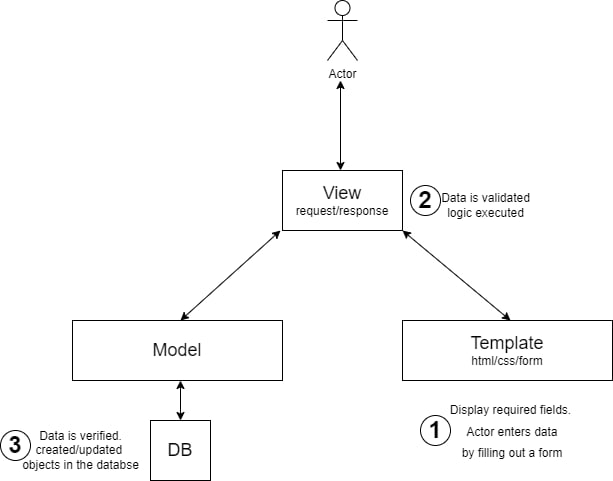 Actor
View
request/response
2
Data is validated
logic executed
Model
Template
html/css/form
1
Display required fields.
Actor enters data
by filling out a form
3
Data is verified.
created/updated
objects in the databse
DB